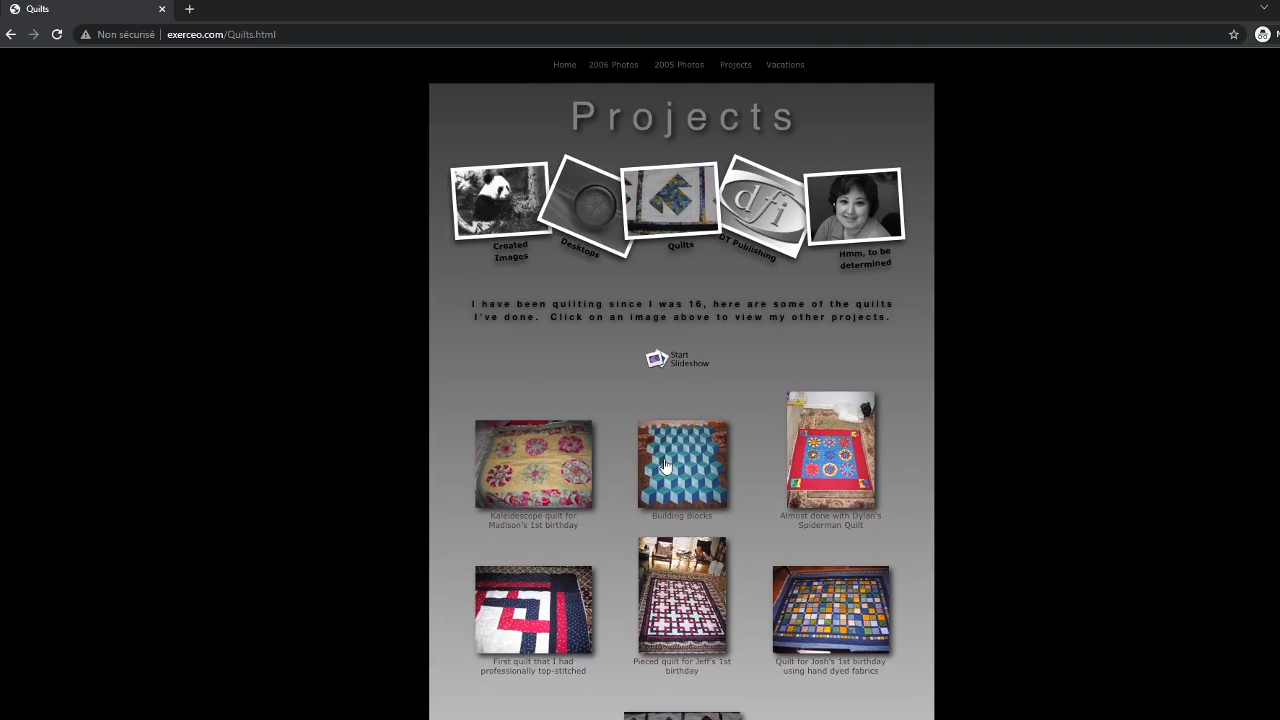 Quilts
Non sécurisé
exerceo.com/Quilts.html
Home 2006 Photos 2005 Photos Projects Vacations
Projects
dfi
Created
Images
Desktops
Quilts
DT Publishing
Hmm, to be
determined
I have been quilting since I was 16, here are some of the quilts
I've done. Click on an image above to view my other projects.
Start
Slideshow
Kaleidescope quilt for
Madison's 1st birthday
Building Blocks
Almost done with Dylan's
Spiderman Quilt
First quilt that I had
professionally top-stitched
Pieced quilt for Jeff's 1st
birthday
Quilt for Josh's 1st birthday
using hand dyed fabrics